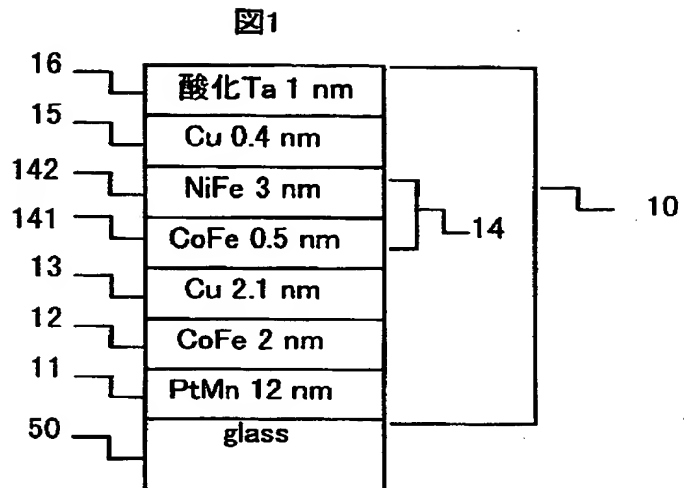 図1
16 酸化Ta 1 nm
15 Cu 0.4 nm
142 NiFe 3 nm
141 CoFe 0.5 nm
14
10
13 Cu 2.1 nm
12 CoFe 2 nm
11 PtMn 12 nm
50 glass